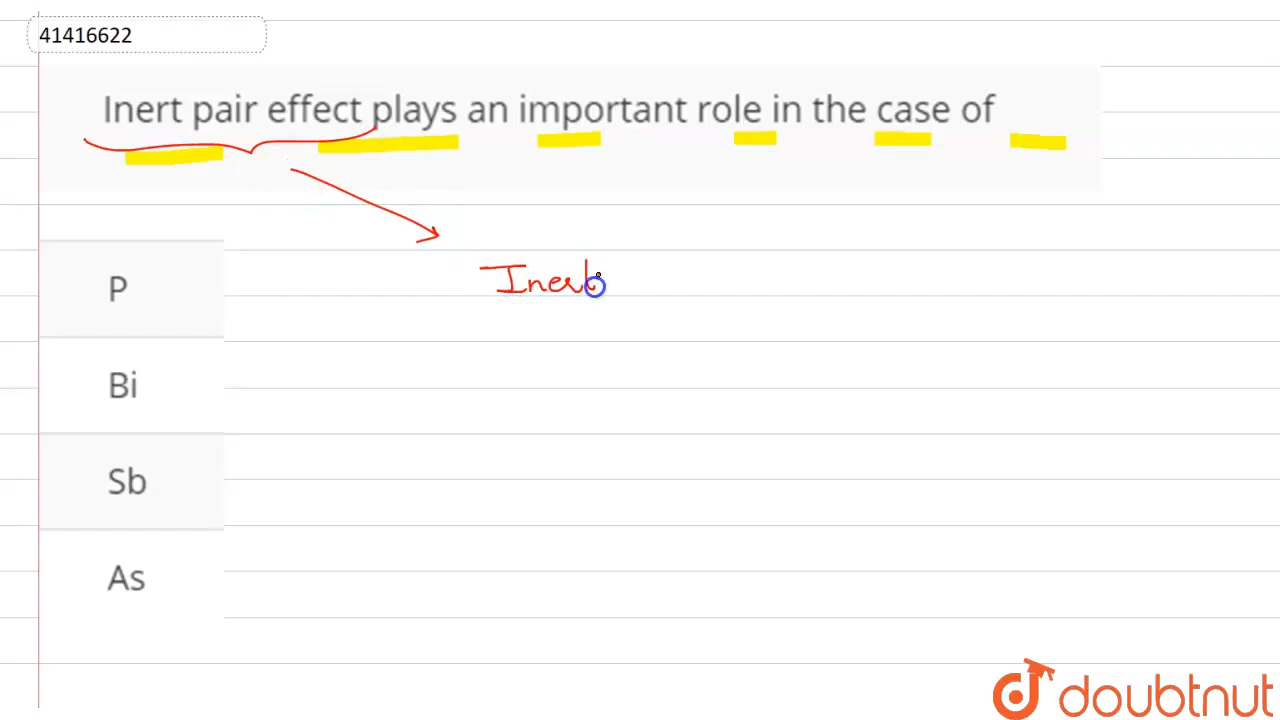 41416622
Inert pair effect plays an important role in the case of
Inert
P
Bi
Sb
As
doubtnut